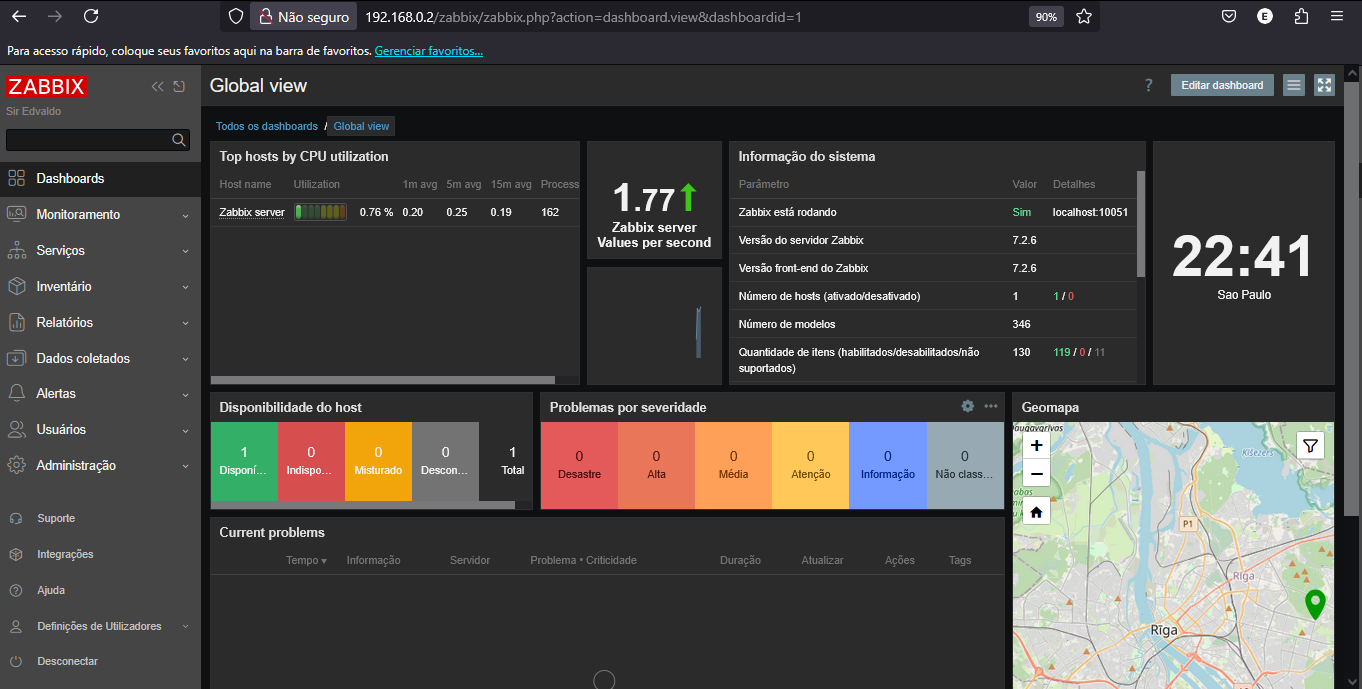 Não seguro
192.168.0.2/zabbix/zabbix.php?action=dashboard.view&dashboardid=1
90%
E
Para acesso rápido, coloque seus favoritos aqui na barra de favoritos. Gerenciar favoritos...
ZABBIX
Sir Edvaldo
Dashboards
Monitoramento
Serviços
Inventário
Relatórios
Dados coletados
Alertas
Usuários
Administração
Suporte
Integrações
Ajuda
Definições de Utilizadores
Desconectar
Global view
?
Editar dashboard
Todos os dashboards / Global view
Top hosts by CPU utilization
Host name Utilization 1m avg 5m avg 15m avg Process
Zabbix server 0.76 % 0.20 0.25 0.19 162
1.77
Zabbix server
Values per second
Informação do sistema
Parâmetro Valor Detalhes
Zabbix está rodando Sim localhost:10051
Versão do servidor Zabbix 7.2.6
Versão front-end do Zabbix 7.2.6
Número de hosts (ativado/desativado) 1 1 / 0
Número de modelos 346
Quantidade de itens (habilitados/desabilitados/não 130 119 / 0 / 11
suportados)
22:41
Sao Paulo
Disponibilidade do host
1 0 0 0 1
Disponí... Indispo... Misturado Descon... Total
Problemas por severidade
0 0 0 0 0 0
Desastre Alta Média Atenção Informação Não class...
Geomapa
+
−
Ķīšezers
P1
Rīga
Rīga
Current problems
Tempo Informação Servidor Problema • Criticidade Duração Atualizar Ações Tags